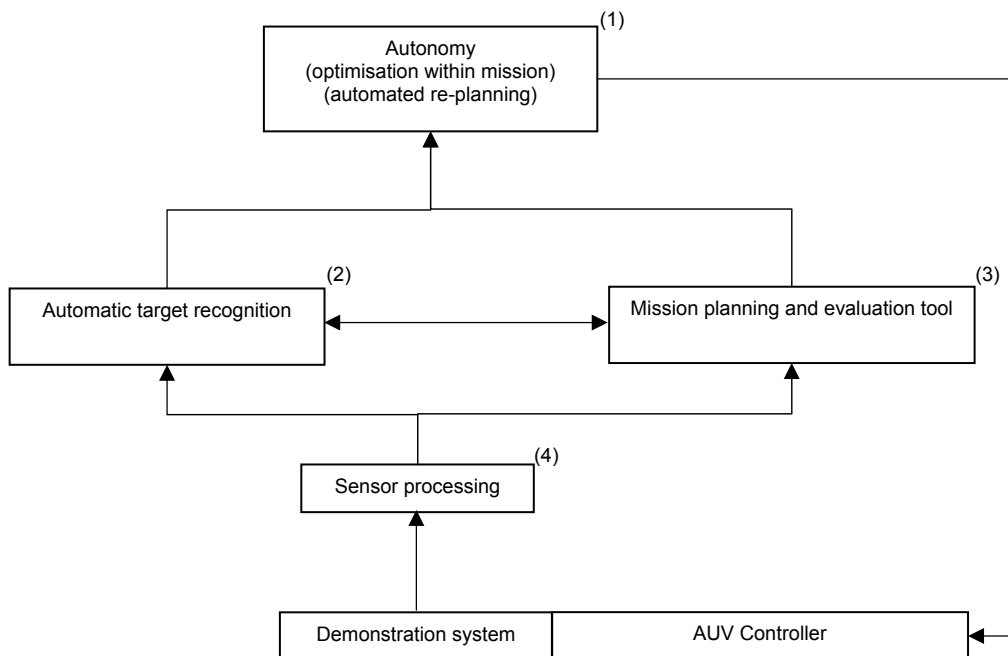 (1)
Autonomy
(optimisation within mission)
(automated re-planning)
(2)
Automatic target recognition
(3)
Mission planning and evaluation tool
(4)
Sensor processing
Demonstration system
AUV Controller